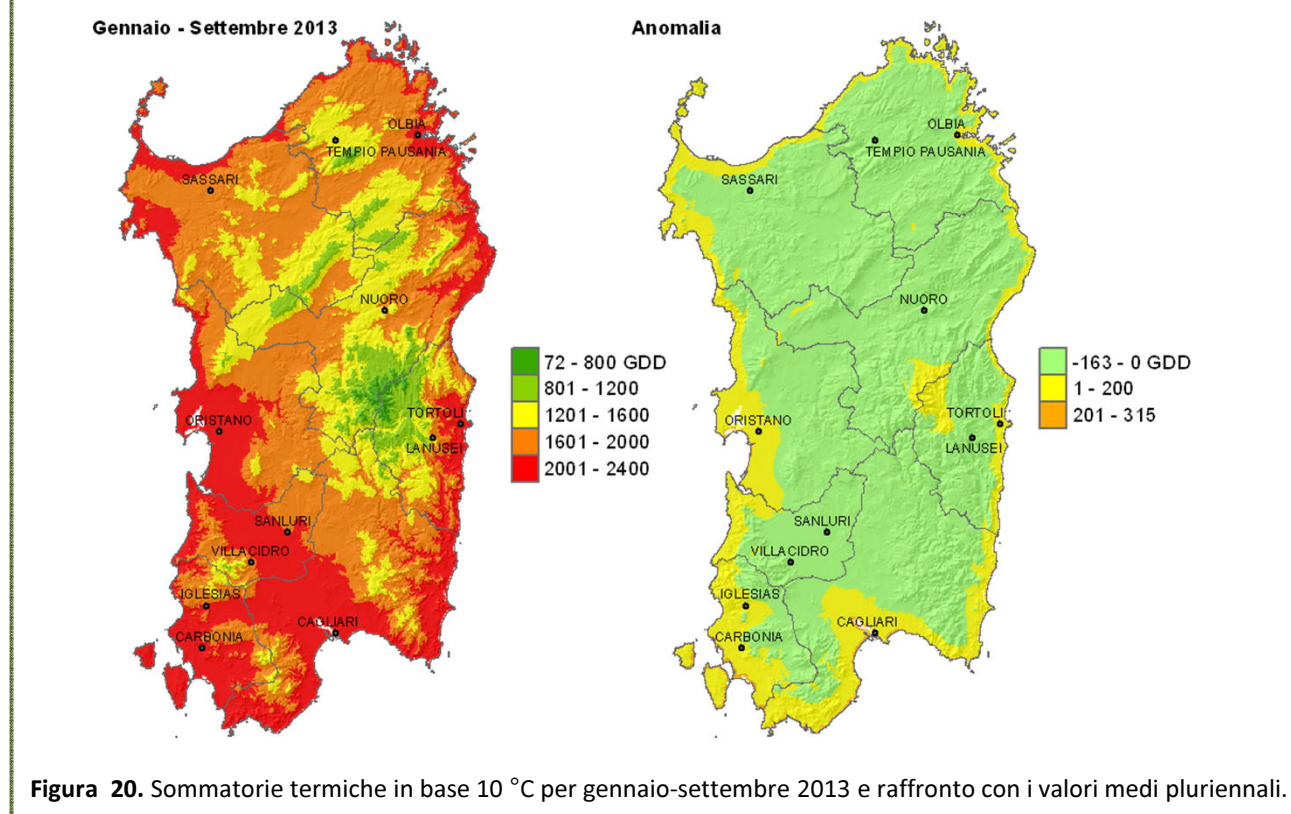 Gennaio - Settembre 2013
OLBIA
TEMPIO PAUSANIA
SASSARI
NUORO
ORISTANO
TORTOLI
LANUSEI
SANLURI
VILLACIDRO
IGLESIAS
CARBONIA
CAGLIARI
72 - 800 GDD
801 - 1200
1201 - 1600
1601 - 2000
2001 - 2400
Anomalia
OLBIA
TEMPIO PAUSANIA
SASSARI
NUORO
ORISTANO
TORTOLI
LANUSEI
SANLURI
VILLACIDRO
IGLESIAS
CARBONIA
CAGLIARI
-163 - 0 GDD
1 - 200
201 - 315
Figura 20. Sommatorie termiche in base 10 °C per gennaio-settembre 2013 e raffronto con i valori medi pluriennali.